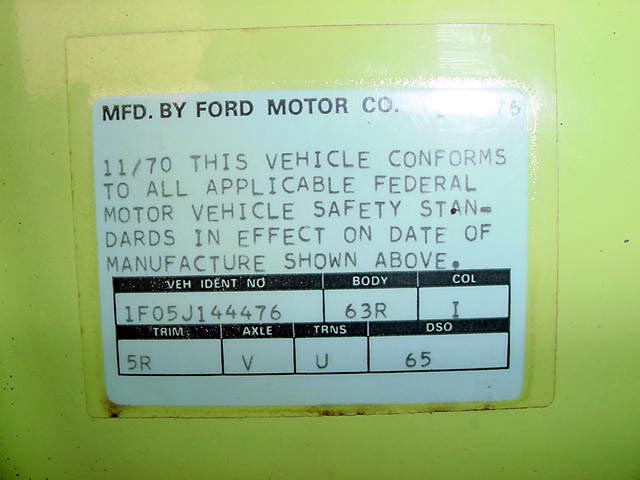 MFD. BY FORD MOTOR CO.
11/70 THIS VEHICLE CONFORMS
TO ALL APPLICABLE FEDERAL
MOTOR VEHICLE SAFETY STAN-
DARDS IN EFFECT ON DATE OF
MANUFACTURE SHOWN ABOVE.
VEH IDENT NO BODY COL
1F05J144476 63R I
TRIM AXLE TRNS DSO
5R V U 65